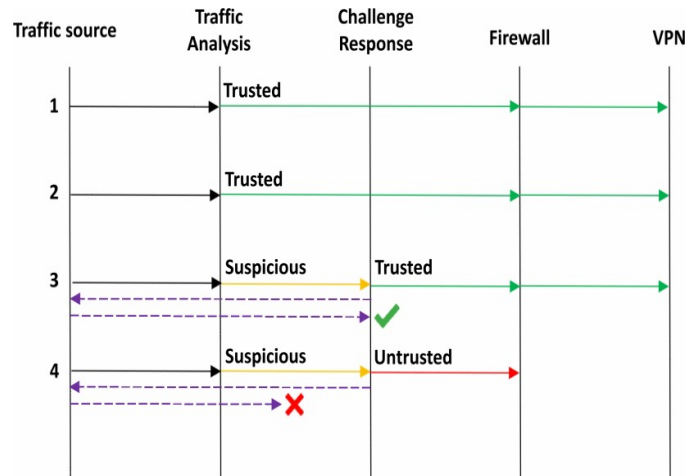 Traffic source
Traffic
Analysis
Challenge
Response
Firewall
VPN
1
Trusted
2
Trusted
3
Suspicious
Trusted
4
Suspicious
Untrusted